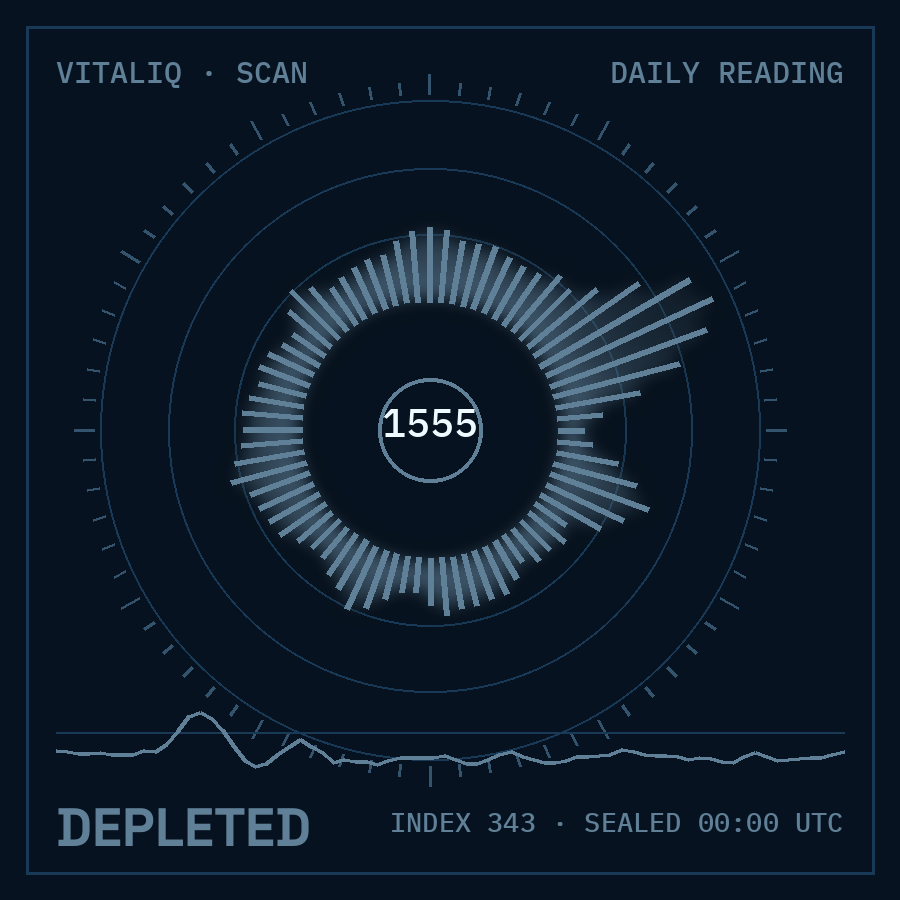 VITALIQ · SCAN
DAILY READING
1555
DEPLETED
INDEX 343 · SEALED 00:00 UTC